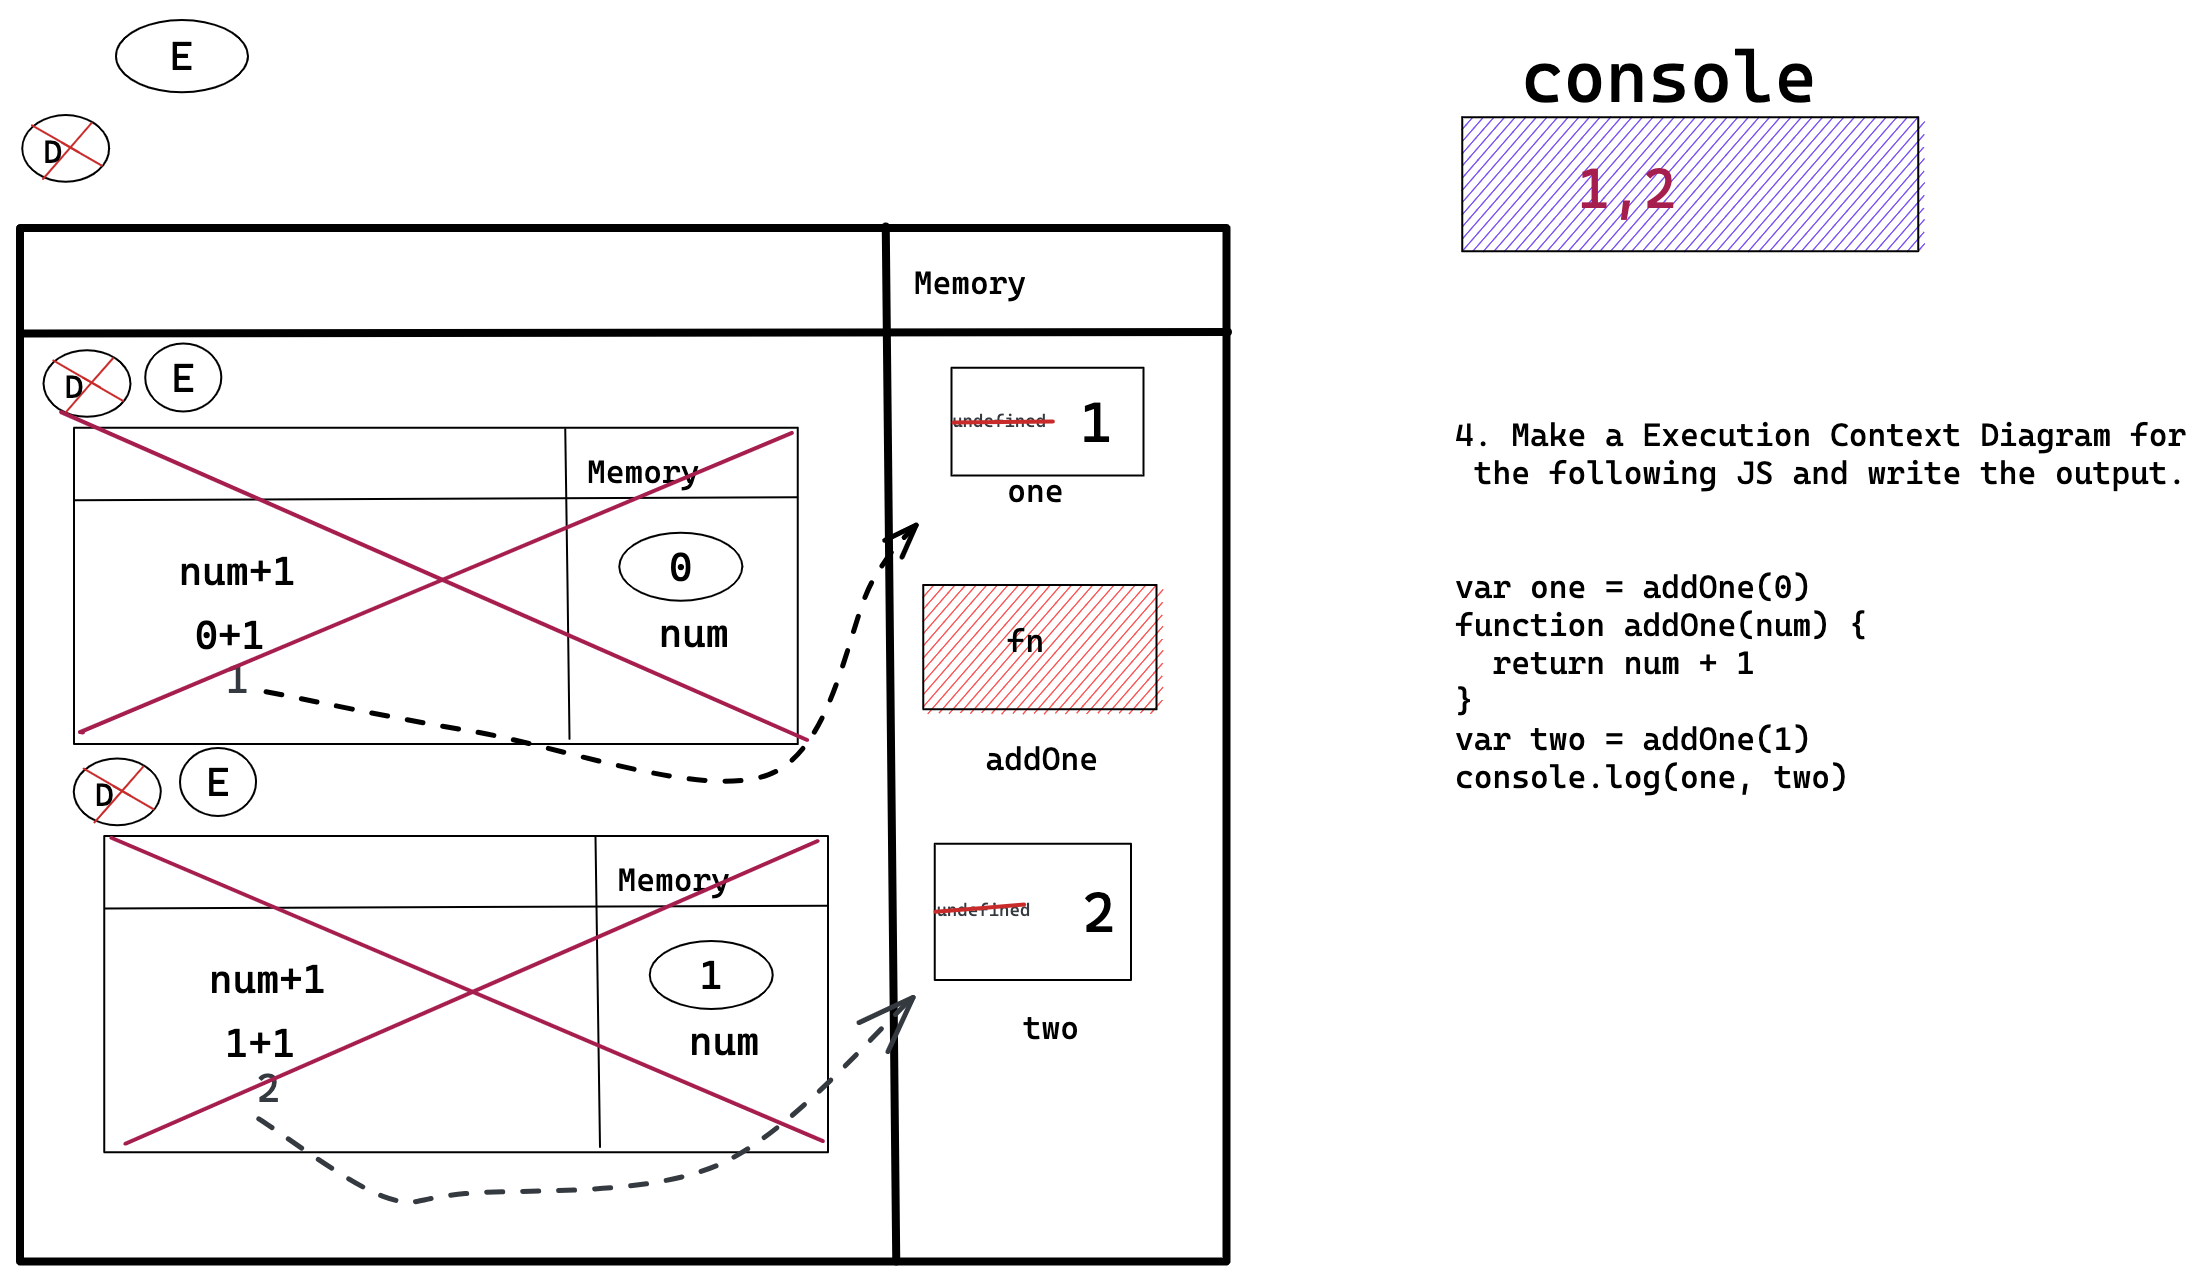 E
D
Memory
D
E
Memory
num+1
0+1
1
0
num
D
E
Memory
num+1
1+1
2
1
num
undefined 1
one
fn
addOne
undefined 2
two
console
1,2
4. Make a Execution Context Diagram for
the following JS and write the output.
var one = addOne(0)
function addOne(num) {
  return num + 1
}
var two = addOne(1)
console.log(one, two)